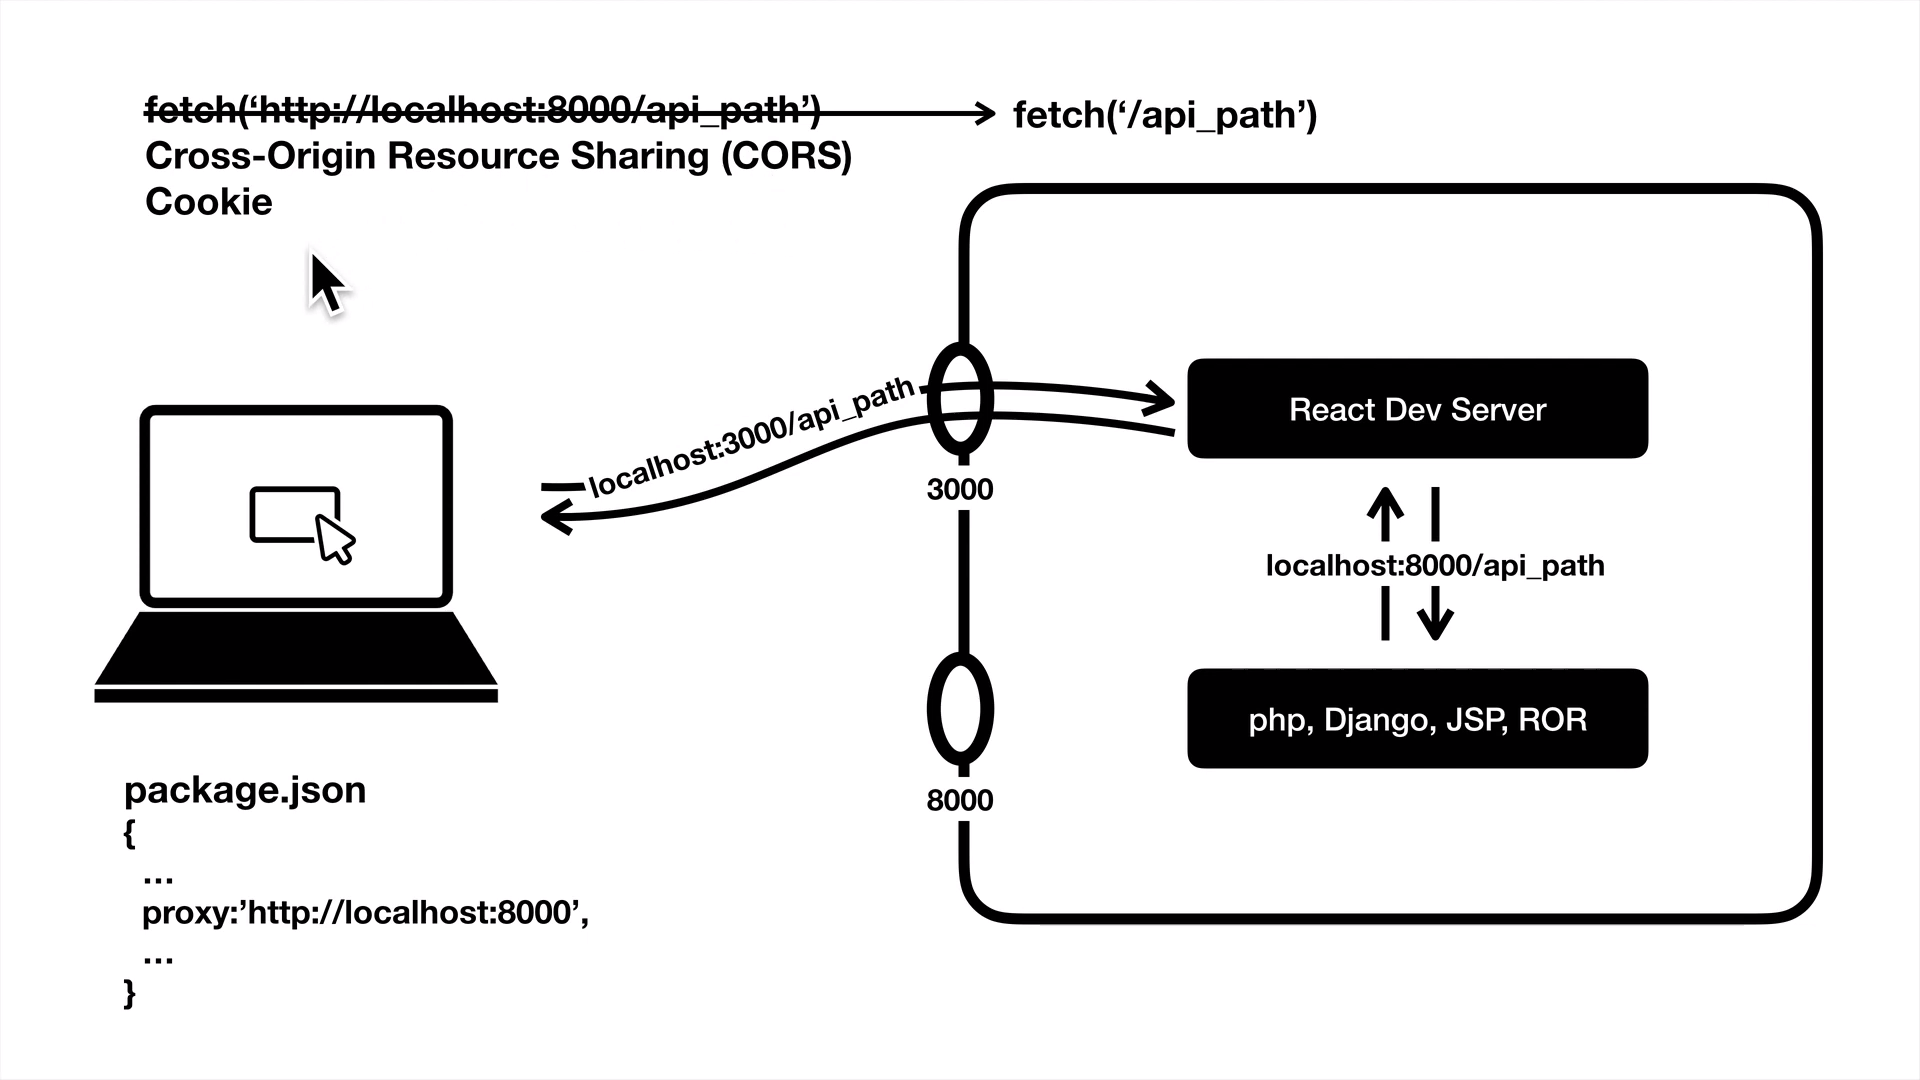 fetch(‘http://localhost:8000/api_path’)
fetch(‘/api_path’)
Cross-Origin Resource Sharing (CORS)
Cookie
localhost:3000/api_path
React Dev Server
3000
localhost:8000/api_path
php, Django, JSP, ROR
8000
package.json
{
...
proxy:’http://localhost:8000’,
...
}